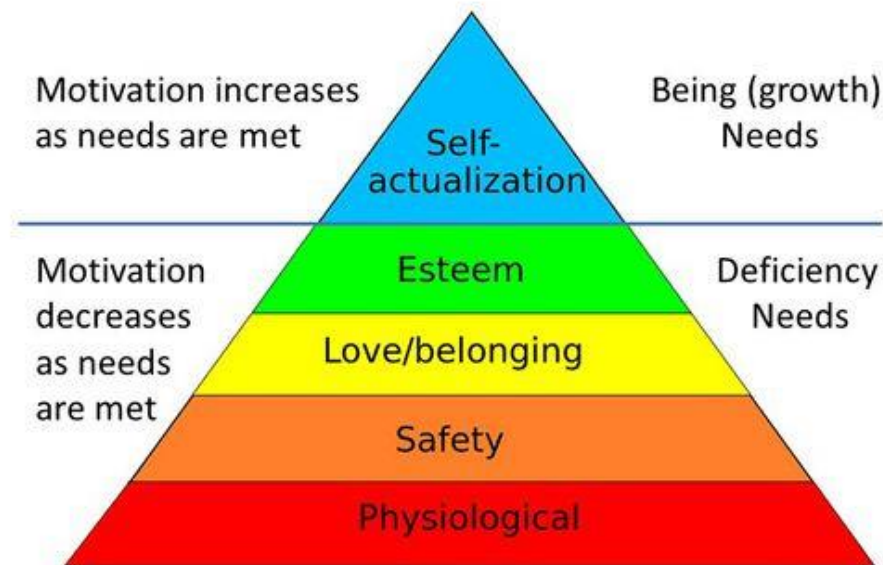 Motivation increases
as needs are met
Being (growth)
Needs
Self-
actualization
Motivation
decreases
as needs
are met
Deficiency
Needs
Esteem
Love/belonging
Safety
Physiological